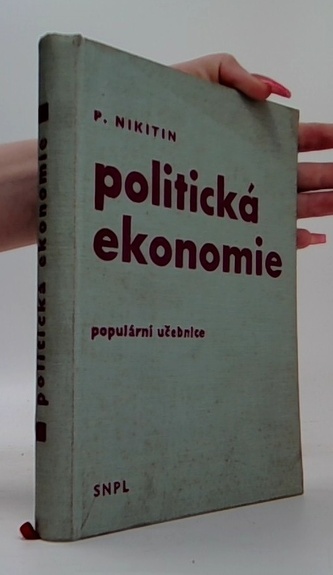 P. NIKITIN
politická
ekonomie
populární učebnice
SNPL
politická ekonomie